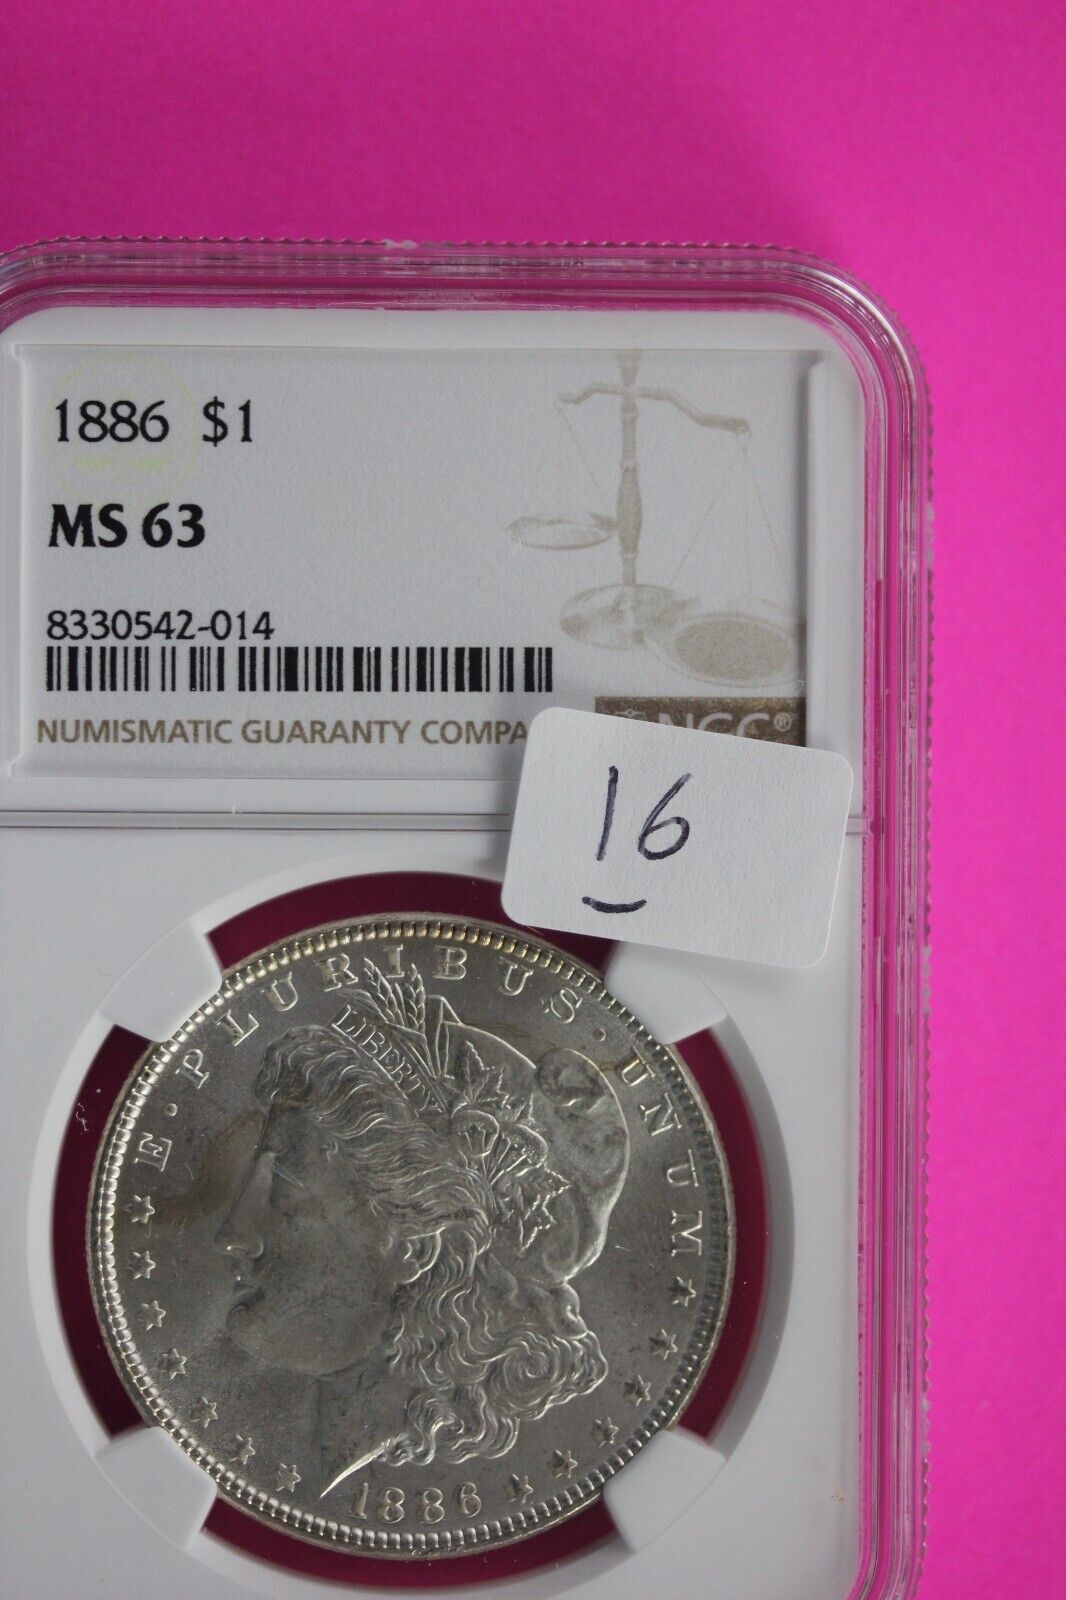 1886 $1
MS 63
8330542-014
NUMISMATIC GUARANTY COMPA
NGC®
16
E · PLURIBUS · UNUM
LIBERTY
1886